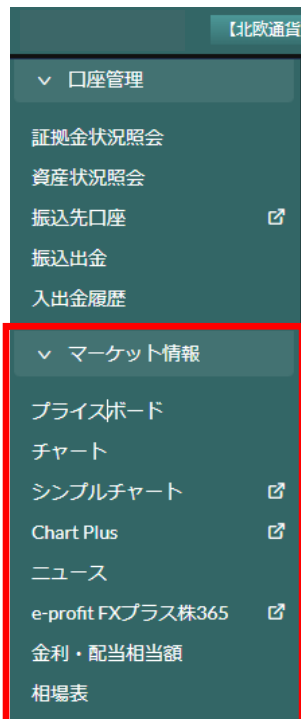 【北欧通貨
口座管理
証拠金状況照会
資産状況照会
振込先口座
振込出金
入出金履歴
マーケット情報
プライスボード
チャート
シンプルチャート
Chart Plus
ニュース
e-profit FXプラス株365
金利・配当相当額
相場表